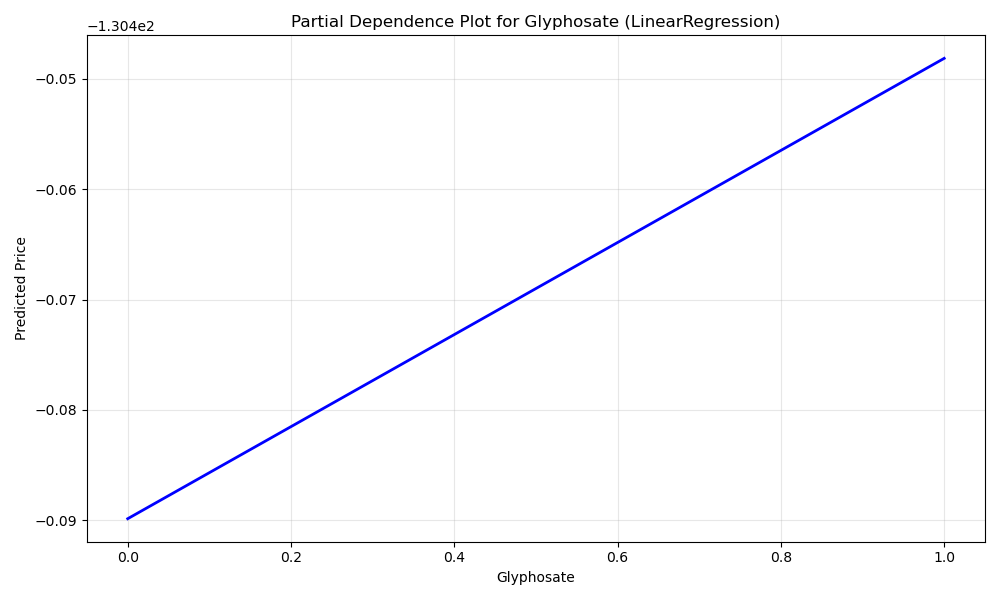 Partial Dependence Plot for Glyphosate (LinearRegression)
−1.304e2
−0.05
−0.06
−0.07
−0.08
−0.09
Predicted Price
0.0 0.2 0.4 0.6 0.8 1.0
Glyphosate